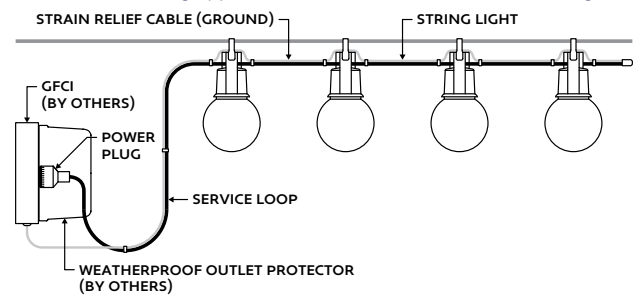 STRAIN RELIEF CABLE (GROUND)
STRING LIGHT
GFCI
(BY OTHERS)
POWER
PLUG
SERVICE LOOP
WEATHERPROOF OUTLET PROTECTOR
(BY OTHERS)